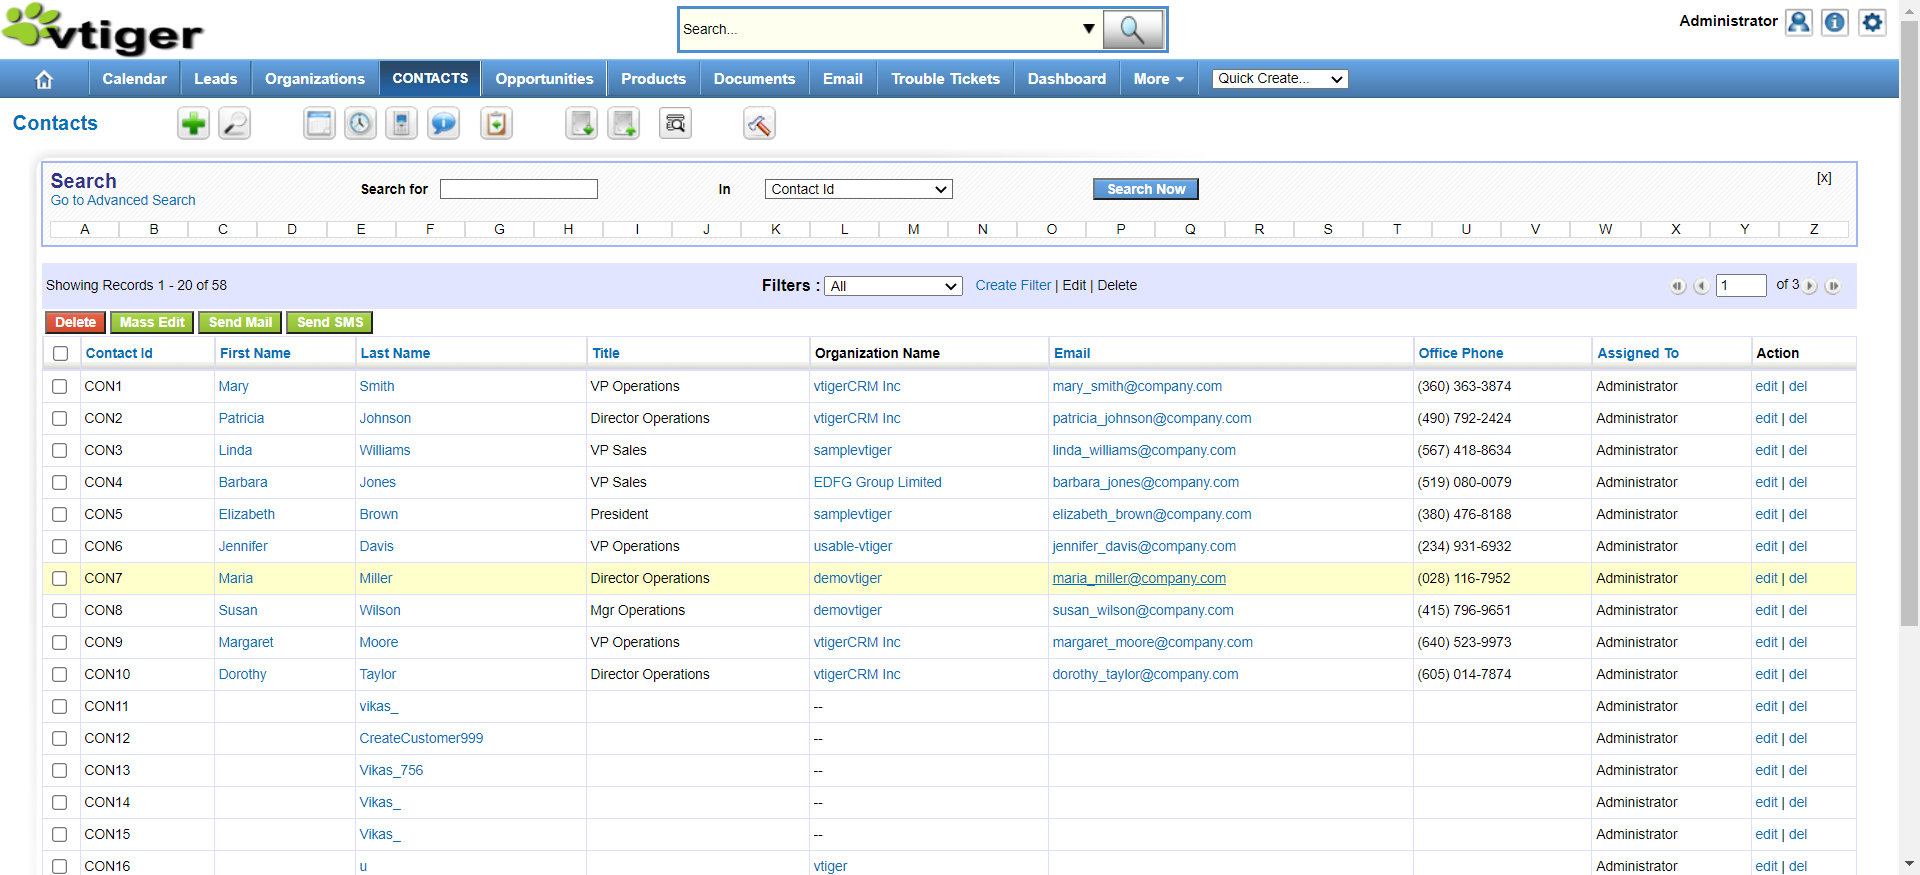 vtiger
Search...
Administrator
Calendar Leads Organizations CONTACTS Opportunities Products Documents Email Trouble Tickets Dashboard More Quick Create...
Contacts
Search
Go to Advanced Search
Search for In Contact Id Search Now [x]
A B C D E F G H I J K L M N O P Q R S T U V W X Y Z
Showing Records 1 - 20 of 58 Filters : All Create Filter | Edit | Delete 1 of 3
Delete Mass Edit Send Mail Send SMS
Contact Id First Name Last Name Title Organization Name Email Office Phone Assigned To Action
CON1 Mary Smith VP Operations vtigerCRM Inc mary_smith@company.com (360) 363-3874 Administrator edit | del
CON2 Patricia Johnson Director Operations vtigerCRM Inc patricia_johnson@company.com (490) 792-2424 Administrator edit | del
CON3 Linda Williams VP Sales samplevtiger linda_williams@company.com (567) 418-8634 Administrator edit | del
CON4 Barbara Jones VP Sales EDFG Group Limited barbara_jones@company.com (519) 080-0079 Administrator edit | del
CON5 Elizabeth Brown President samplevtiger elizabeth_brown@company.com (380) 476-8188 Administrator edit | del
CON6 Jennifer Davis VP Operations usable-vtiger jennifer_davis@company.com (234) 931-6932 Administrator edit | del
CON7 Maria Miller Director Operations demovtiger maria_miller@company.com (028) 116-7952 Administrator edit | del
CON8 Susan Wilson Mgr Operations demovtiger susan_wilson@company.com (415) 796-9651 Administrator edit | del
CON9 Margaret Moore VP Operations vtigerCRM Inc margaret_moore@company.com (640) 523-9973 Administrator edit | del
CON10 Dorothy Taylor Director Operations vtigerCRM Inc dorothy_taylor@company.com (605) 014-7874 Administrator edit | del
CON11 vikas_ -- Administrator edit | del
CON12 CreateCustomer999 -- Administrator edit | del
CON13 Vikas_756 -- Administrator edit | del
CON14 Vikas_ -- Administrator edit | del
CON15 Vikas_ -- Administrator edit | del
CON16 u vtiger Administrator edit | del